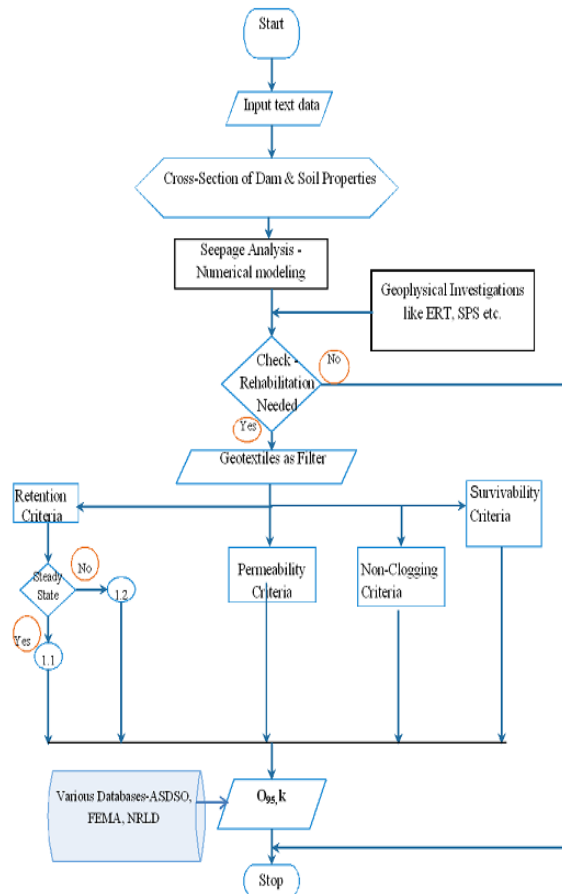 Start
Input text data
Cross-Section of Dam & Soil Properties
Seepage Analysis -
Numerical modeling
Geophysical Investigations
like ERT, SPS etc.
Check -
Rehabilitation
Needed
No
Yes
Geotextiles as Filter
Retention
Criteria
Survivability
Criteria
Permeability
Criteria
Non-Clogging
Criteria
Steady
State
No
1.2
Yes
1.1
Various Databases-ASDSO,
FEMA, NRLD
O95, k
Stop